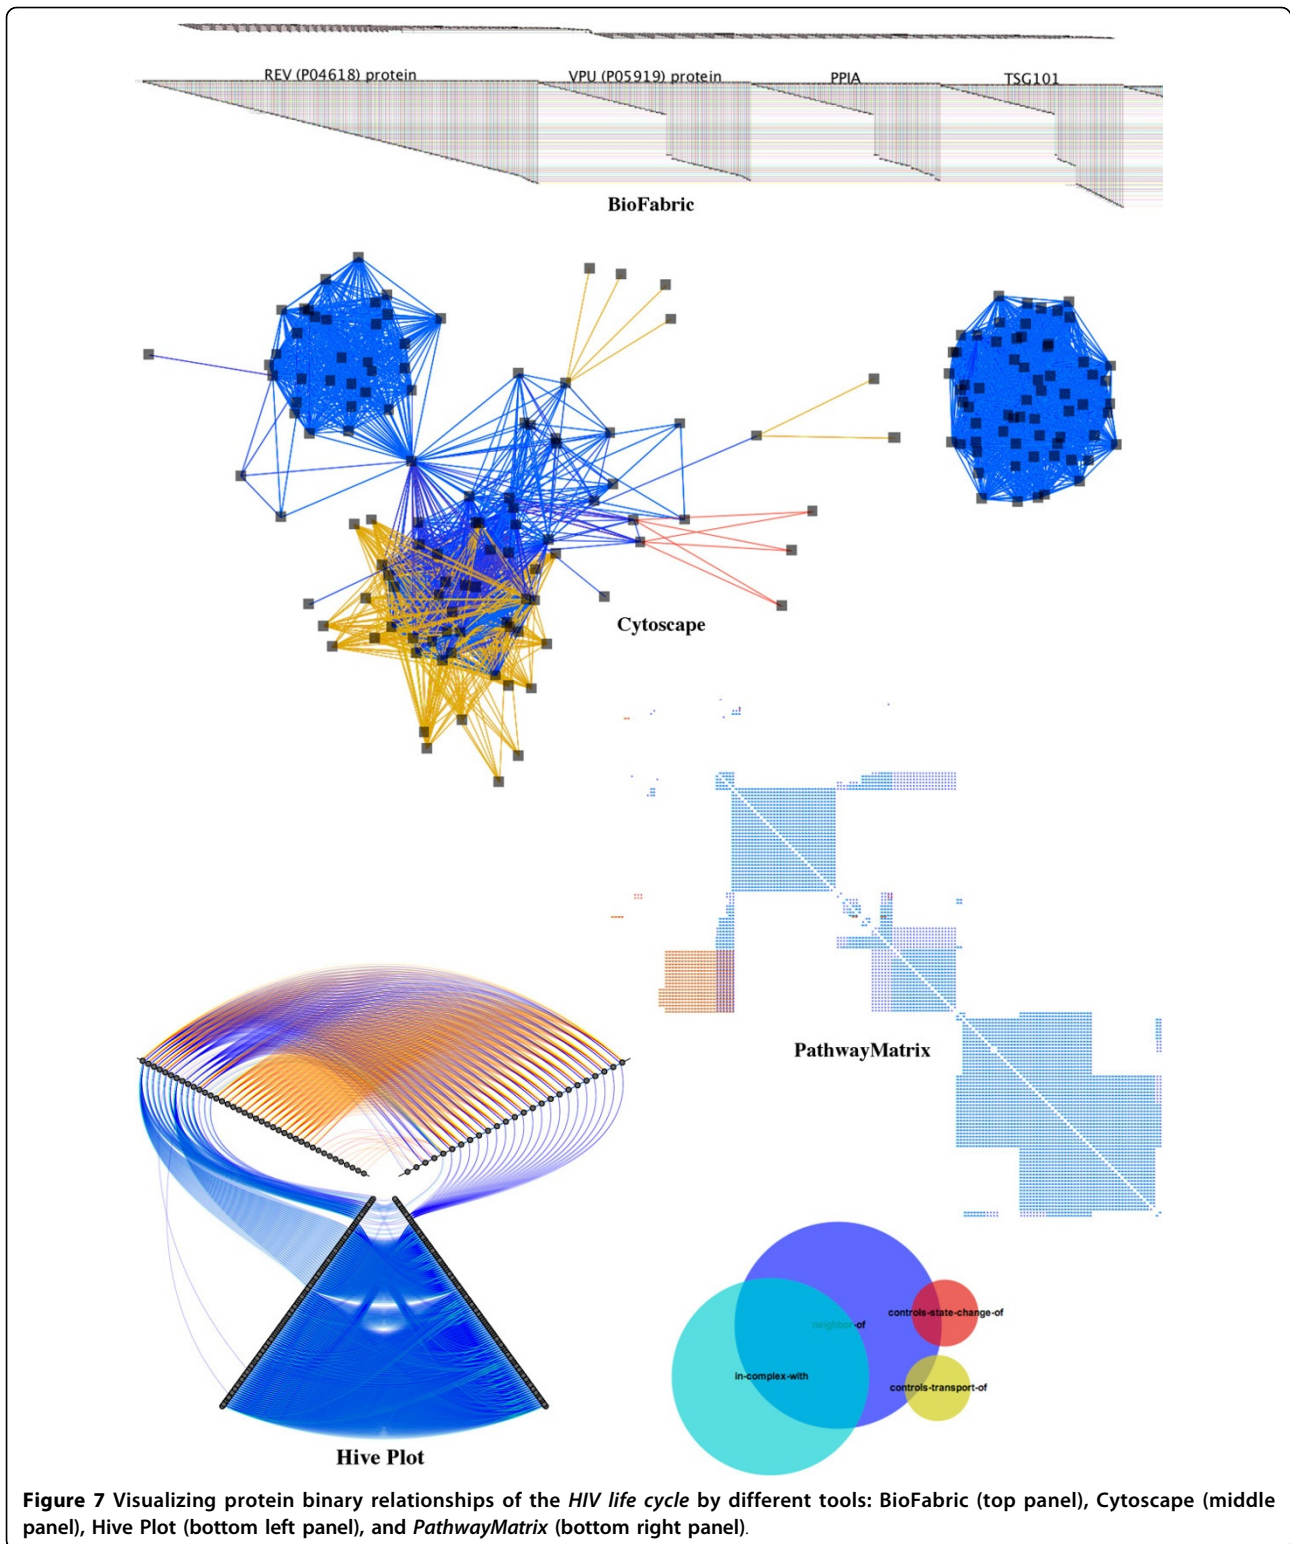 REV (P04618) protein
VPU (P05919) protein
PPIA
TSG101
BioFabric
Cytoscape
PathwayMatrix
Hive Plot
neighbor-of
controls-state-change-of
in-complex-with
controls-transport-of
Figure 7 Visualizing protein binary relationships of the HIV life cycle by different tools: BioFabric (top panel), Cytoscape (middle
panel), Hive Plot (bottom left panel), and PathwayMatrix (bottom right panel).